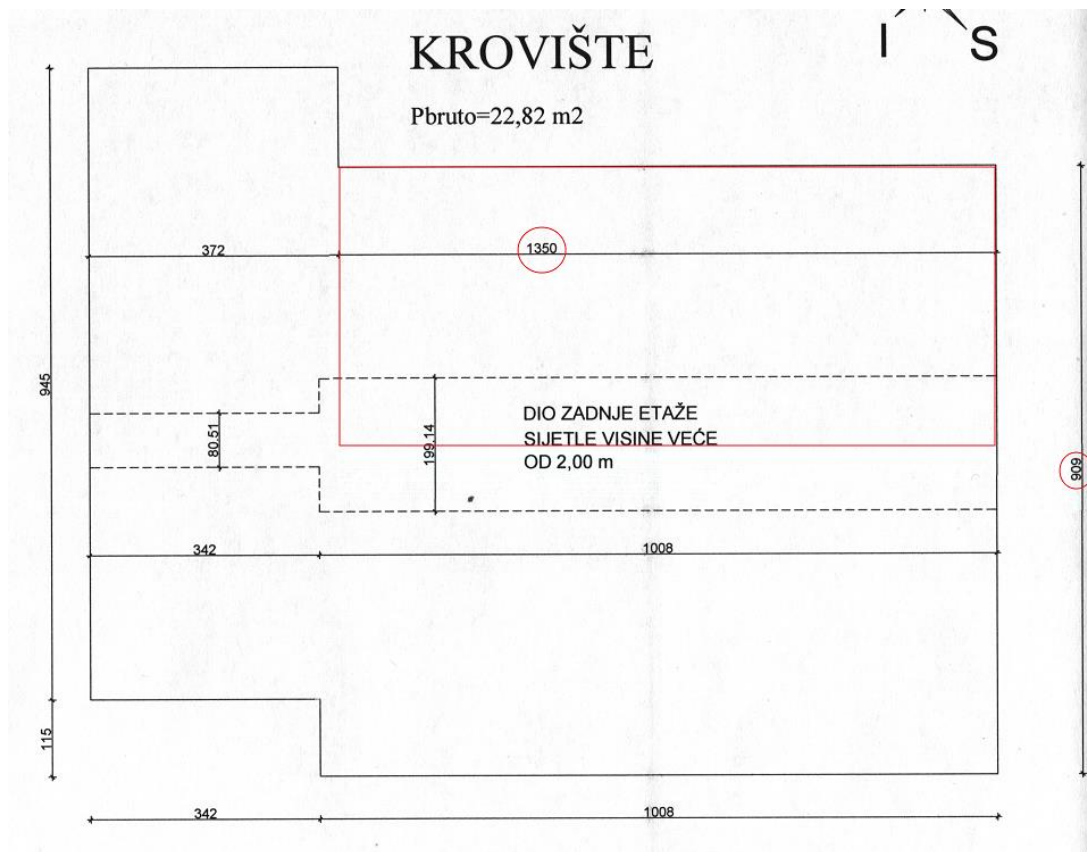 KROVIŠTE
I S
Pbruto=22,82 m2
372
1350
945
80.51
199.14
DIO ZADNJE ETAŽE
SIJETLE VISINE VEĆE
OD 2,00 m
909
342
1008
115
342
1008